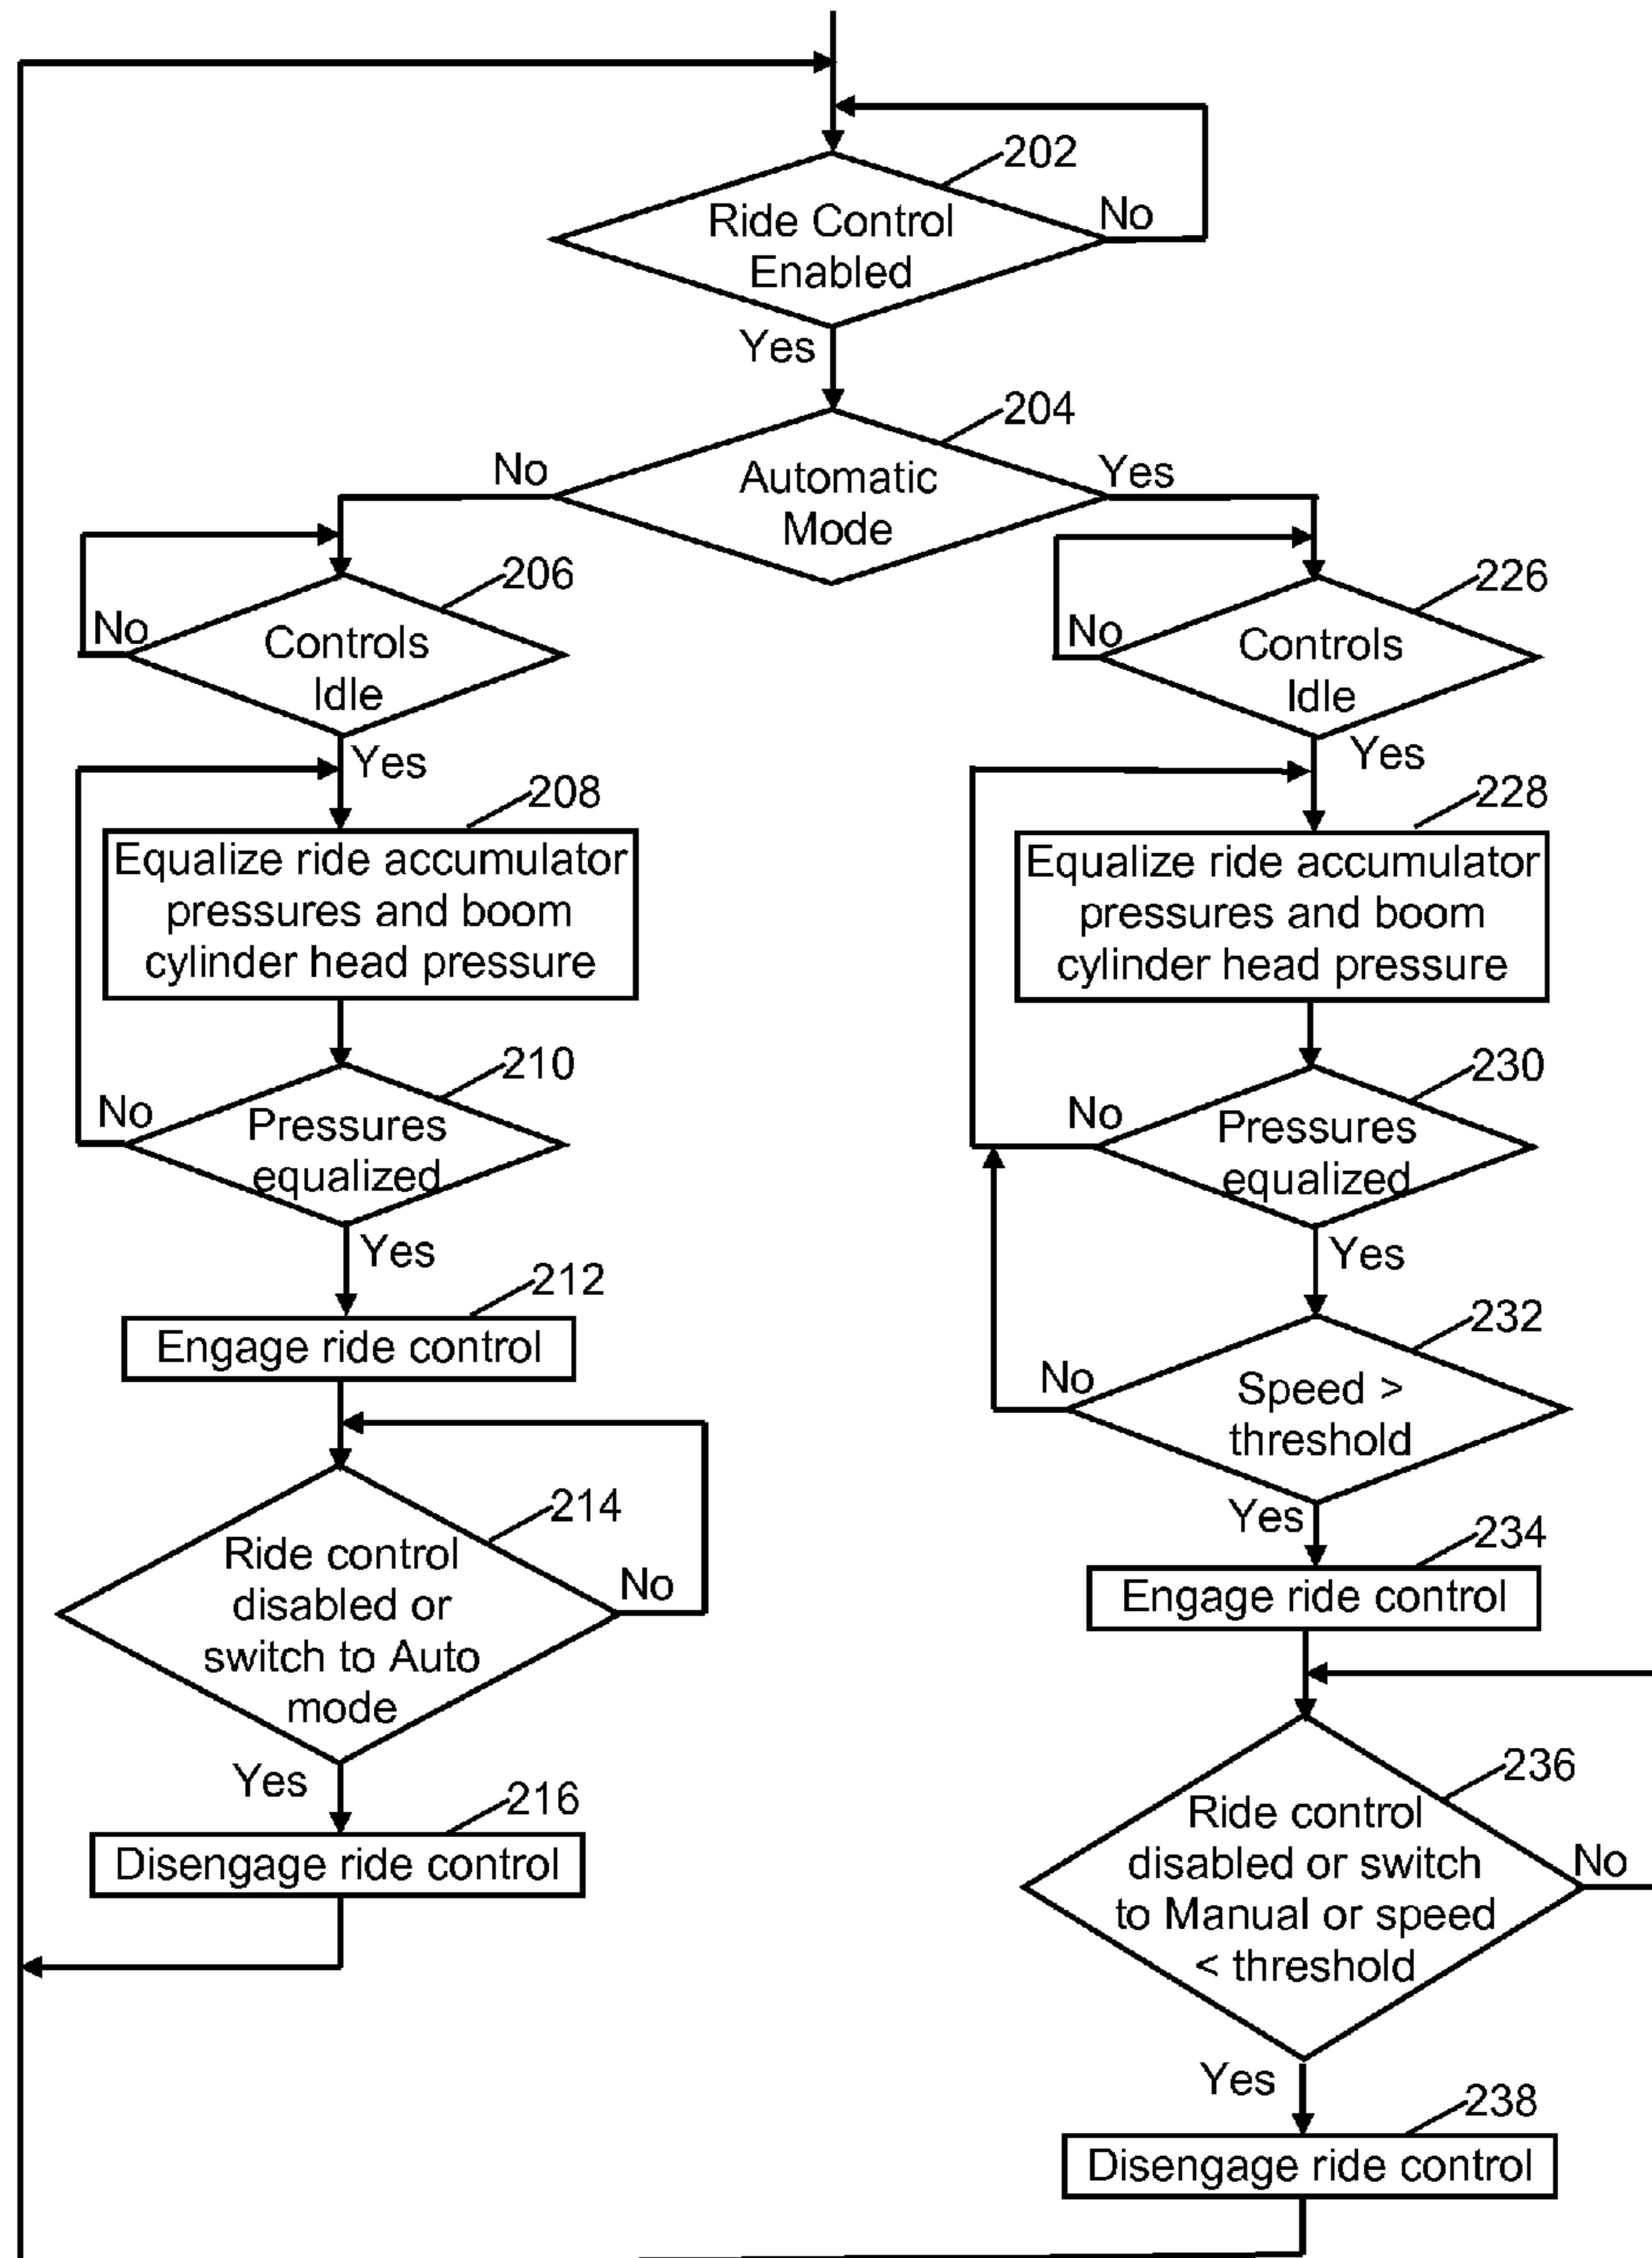 202
Ride Control
Enabled
No
Yes
204
Automatic
Mode
No
Yes
206
Controls
Idle
No
Yes
208
Equalize ride accumulator
pressures and boom
cylinder head pressure
210
Pressures
equalized
No
Yes
212
Engage ride control
214
Ride control
disabled or
switch to Auto
mode
No
Yes
216
Disengage ride control
226
Controls
Idle
No
Yes
228
Equalize ride accumulator
pressures and boom
cylinder head pressure
230
Pressures
equalized
No
Yes
232
Speed >
threshold
No
Yes
234
Engage ride control
236
Ride control
disabled or switch
to Manual or speed
< threshold
No
Yes
238
Disengage ride control